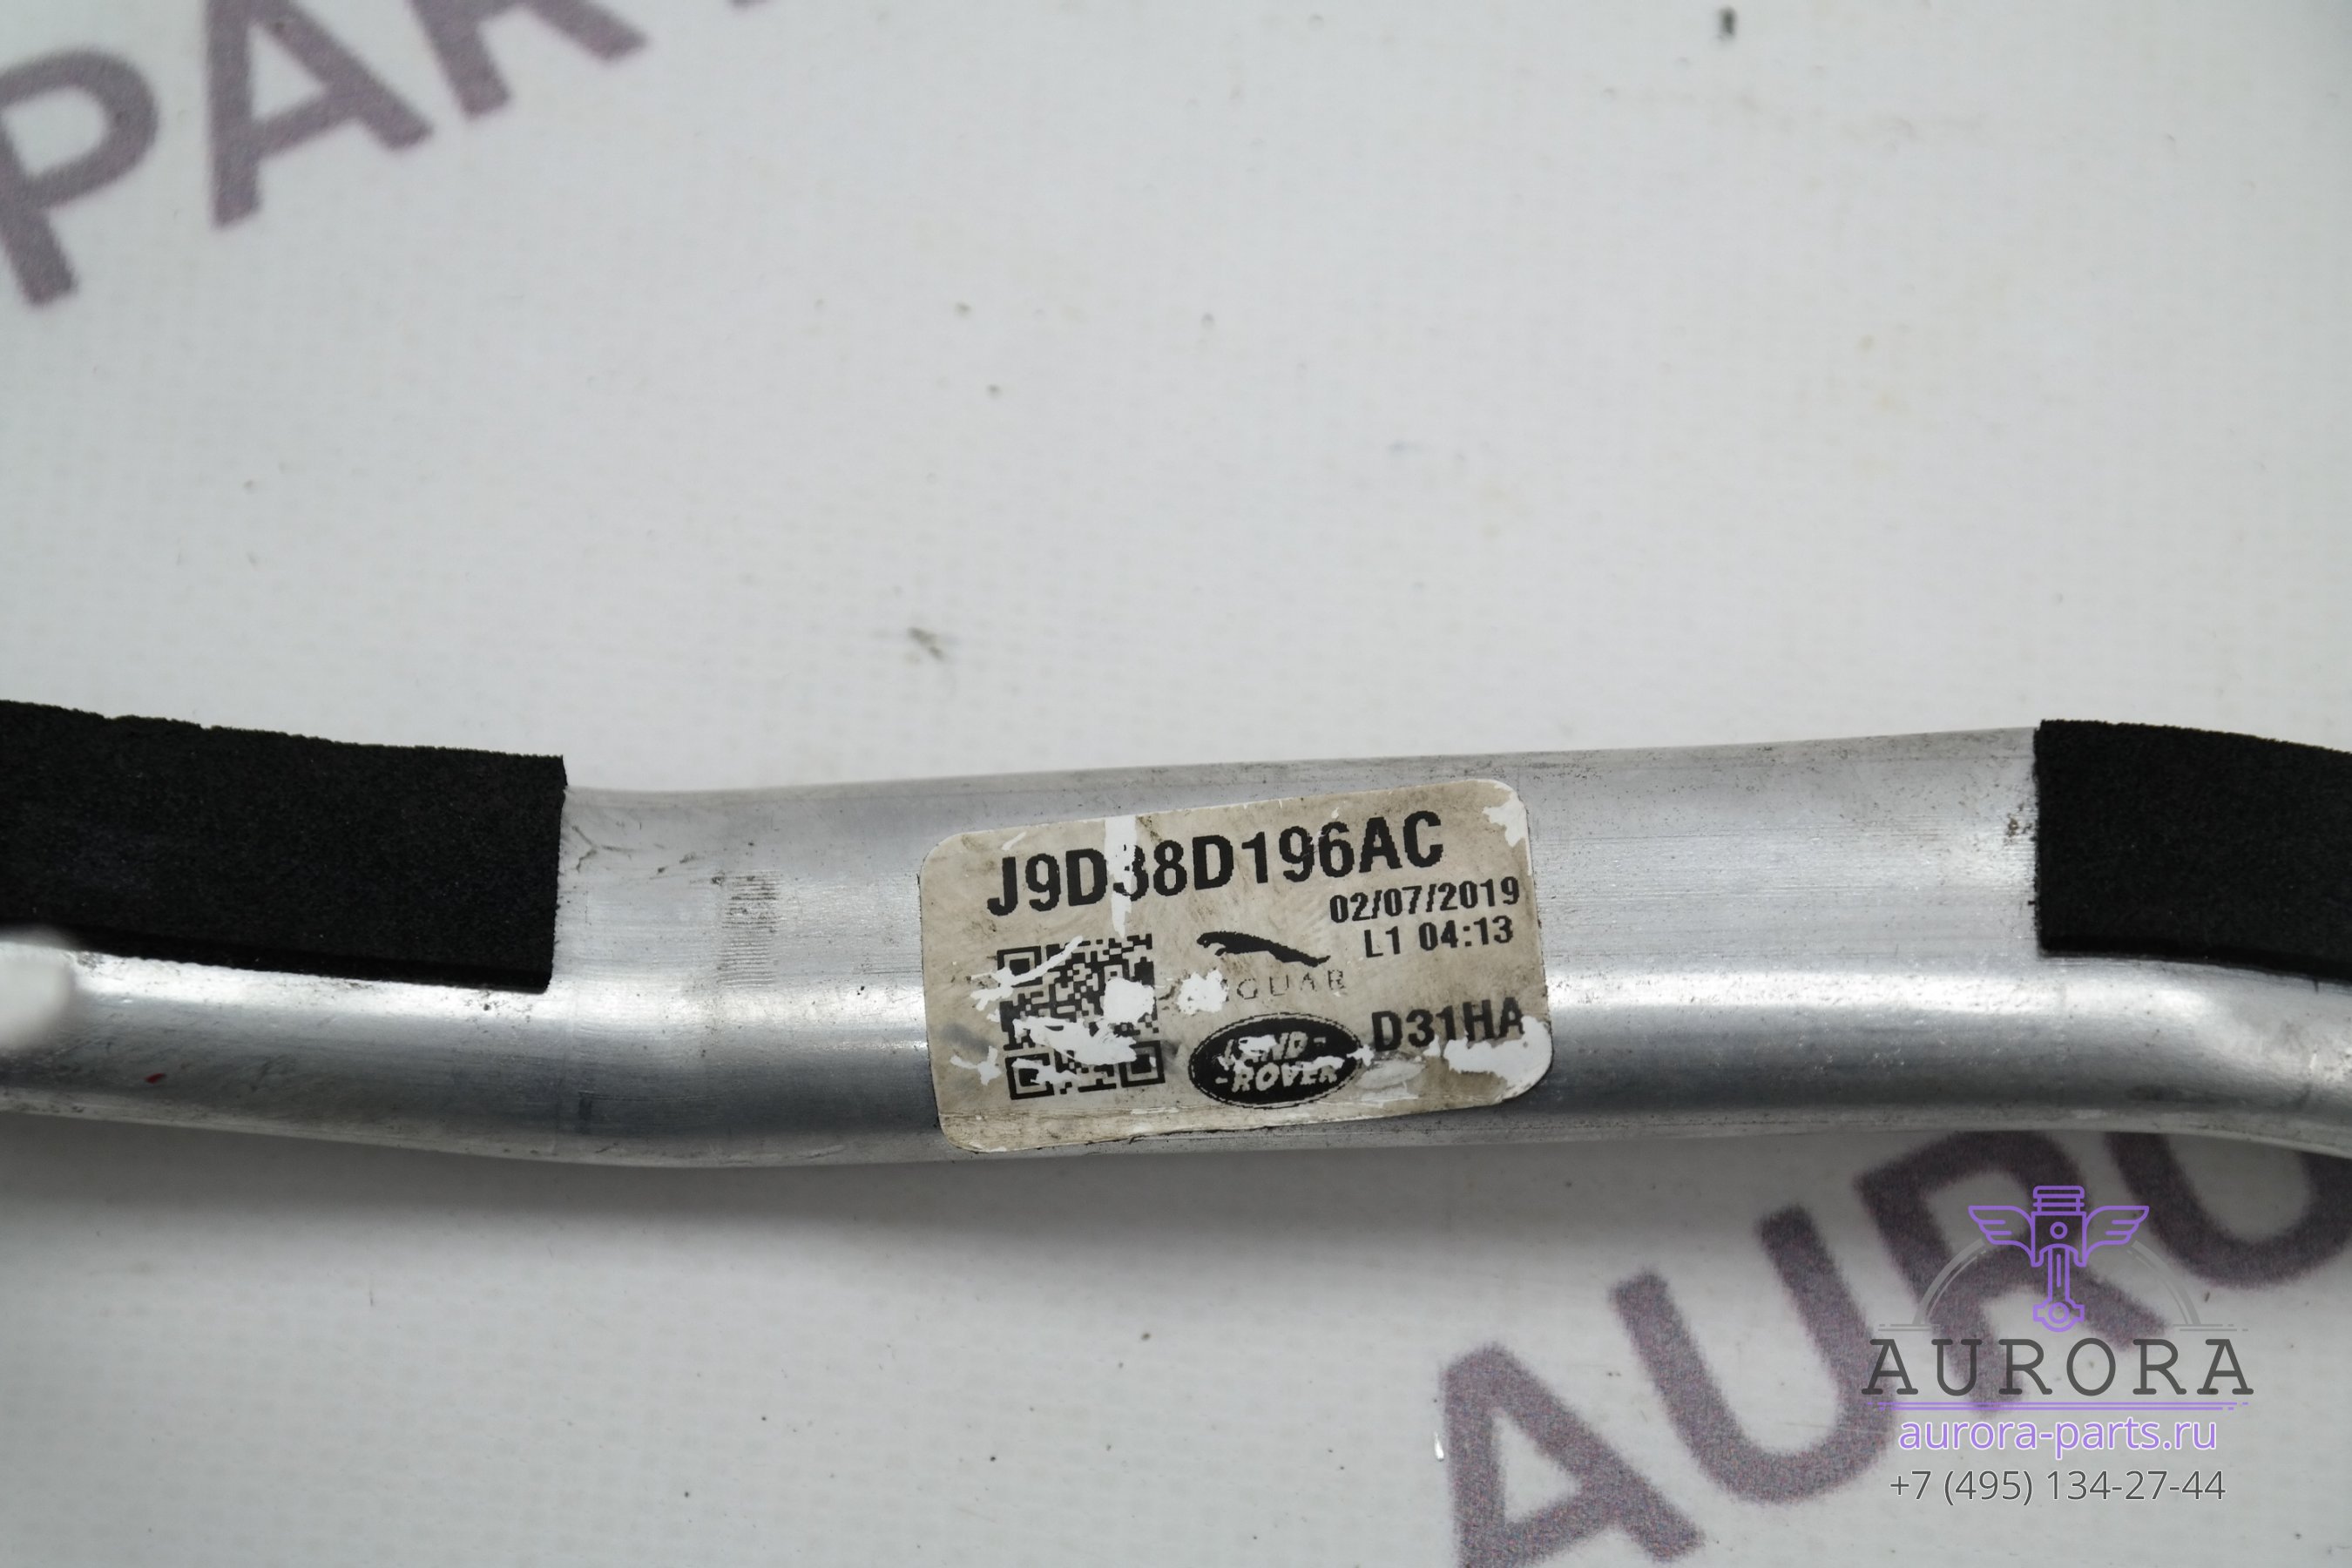 PAR
J9D38D196AC
02/07/2019
L1 04:13
JAGUAR
D31HA
LAND-
-ROVER
AURO
AURORA
aurora-parts.ru
+7 (495) 134-27-44